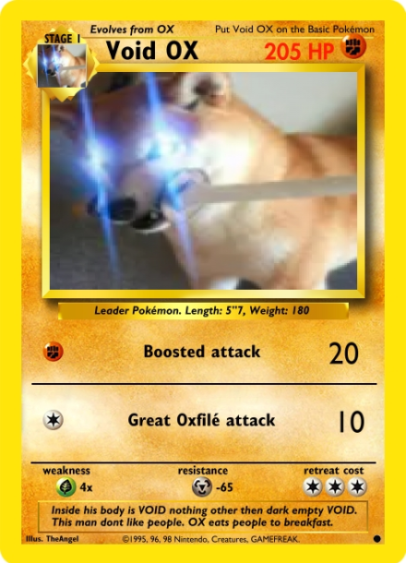 Evolves from OX
Put Void OX on the Basic Pokémon
STAGE 1
Void OX
205 HP
Leader Pokémon. Length: 5"7, Weight: 180
Boosted attack 20
Great Oxfilé attack 10
weakness resistance retreat cost
4x -65
Inside his body is VOID nothing other then dark empty VOID.
This man dont like people. OX eats people to breakfast.
Illus. TheAngel ©1995, 96, 98 Nintendo, Creatures, GAMEFREAK.